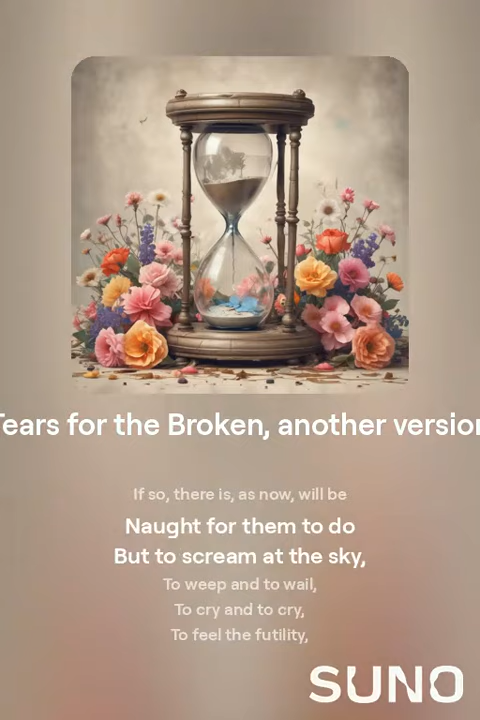 Tears for the Broken, another version
If so, there is, as now, will be
Naught for them to do
But to scream at the sky,
To weep and to wail,
To cry and to cry,
To feel the futility,
SUNO